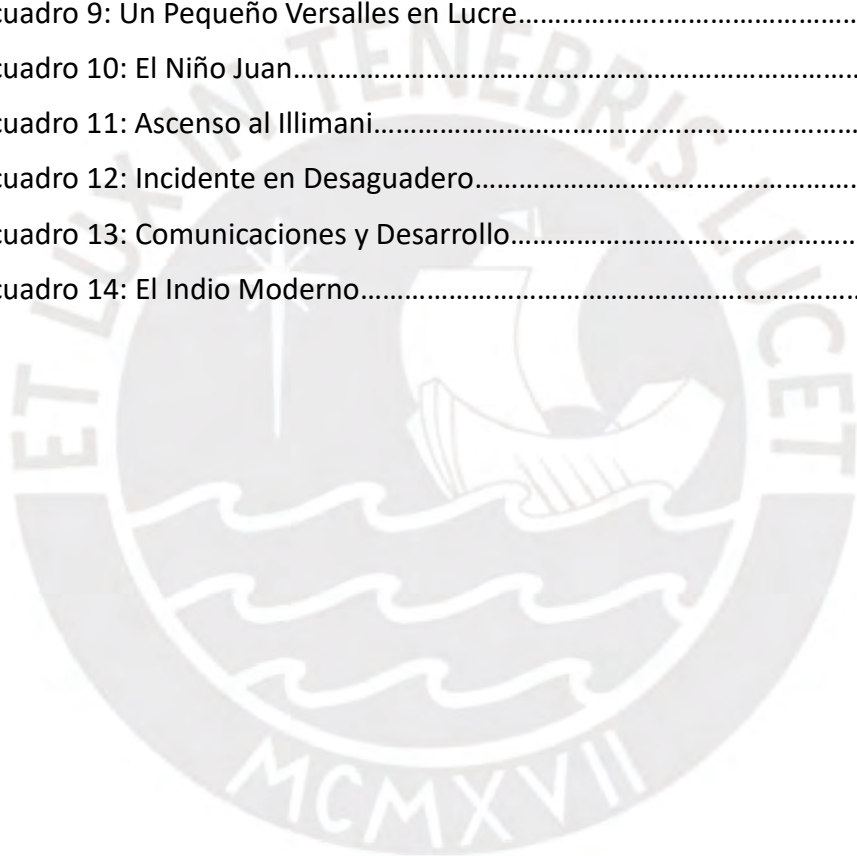 cuadro 9: Un Pequeño Versalles en Lucre……………………………………
cuadro 10: El Niño Juan……………………………………………………………
cuadro 11: Ascenso al Illimani……………………………………………………
cuadro 12: Incidente en Desaguadero…………………………………………
cuadro 13: Comunicaciones y Desarrollo……………………………………
cuadro 14: El Indio Moderno……………………………………………………
ET LUX IN TENEBRIS LUCET
MCMXVII